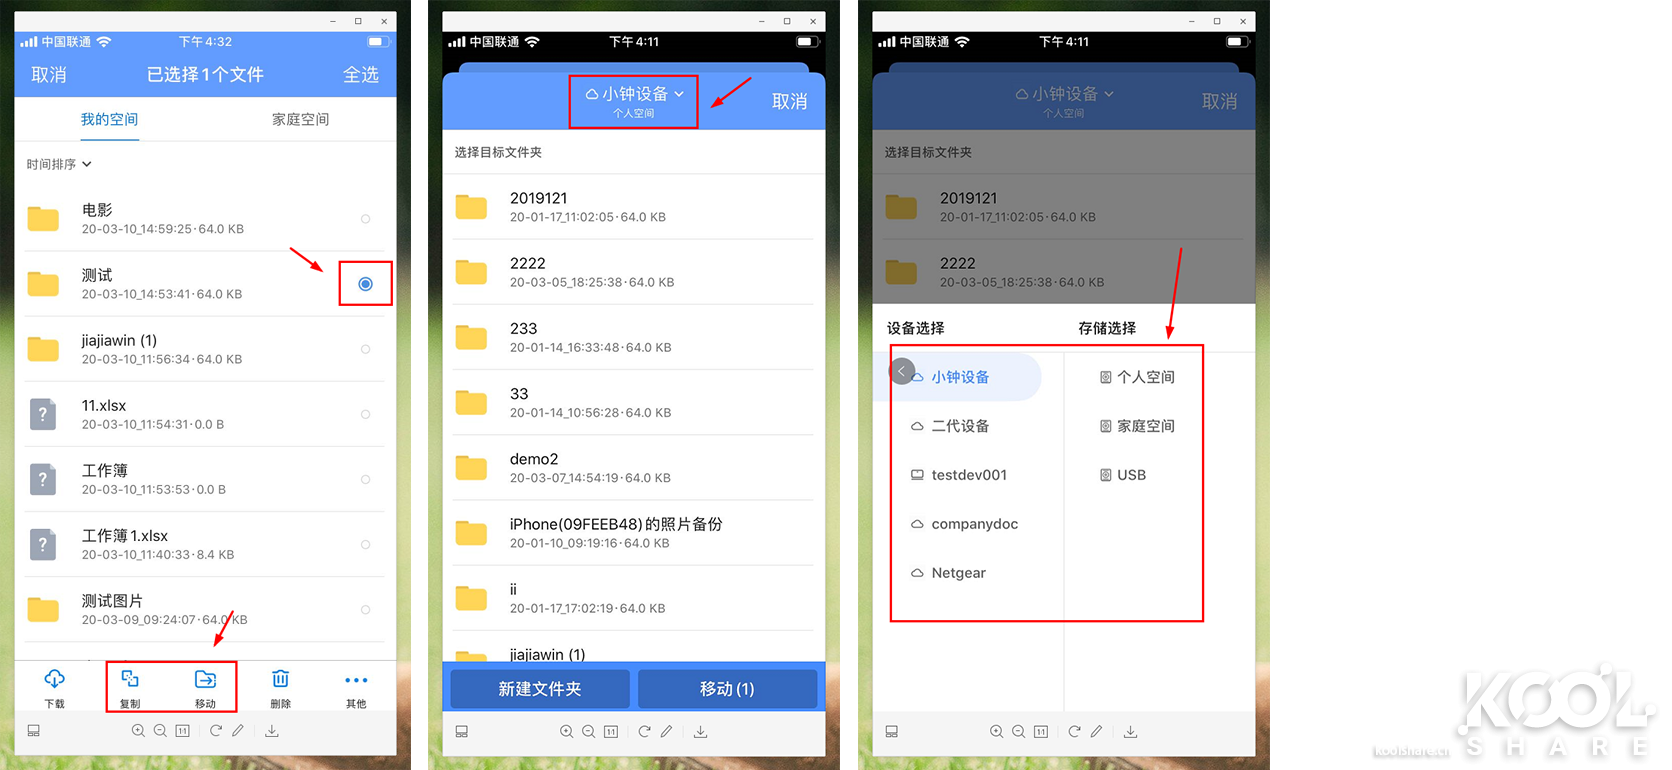 中国联通
下午4:32
取消
已选择1个文件
全选
我的空间
家庭空间
时间排序
电影
20-03-10_14:59:25·64.0 KB
测试
20-03-10_14:53:41·64.0 KB
jiajiawin (1)
20-03-10_11:56:34·64.0 KB
11.xlsx
20-03-10_11:54:31·0.0 B
工作簿
20-03-10_11:53:53·0.0 B
工作簿1.xlsx
20-03-10_11:40:33·8.4 KB
测试图片
20-03-09_09:24:07·64.0 KB
下载
复制
移动
删除
其他
中国联通
下午4:11
小钟设备
个人空间
取消
选择目标文件夹
2019121
20-01-17_11:02:05·64.0 KB
2222
20-03-05_18:25:38·64.0 KB
233
20-01-14_16:33:48·64.0 KB
33
20-01-14_10:56:28·64.0 KB
demo2
20-03-07_14:54:19·64.0 KB
iPhone(09FEEB48)的照片备份
20-01-10_09:19:16·64.0 KB
ii
20-01-17_17:02:19·64.0 KB
jiajiawin (1)
新建文件夹
移动(1)
中国联通
下午4:11
小钟设备
个人空间
取消
选择目标文件夹
2019121
20-01-17_11:02:05·64.0 KB
2222
20-03-05_18:25:38·64.0 KB
设备选择
存储选择
小钟设备
个人空间
二代设备
家庭空间
testdev001
USB
companydoc
Netgear
KOOL
SHARE
koolshare.cn